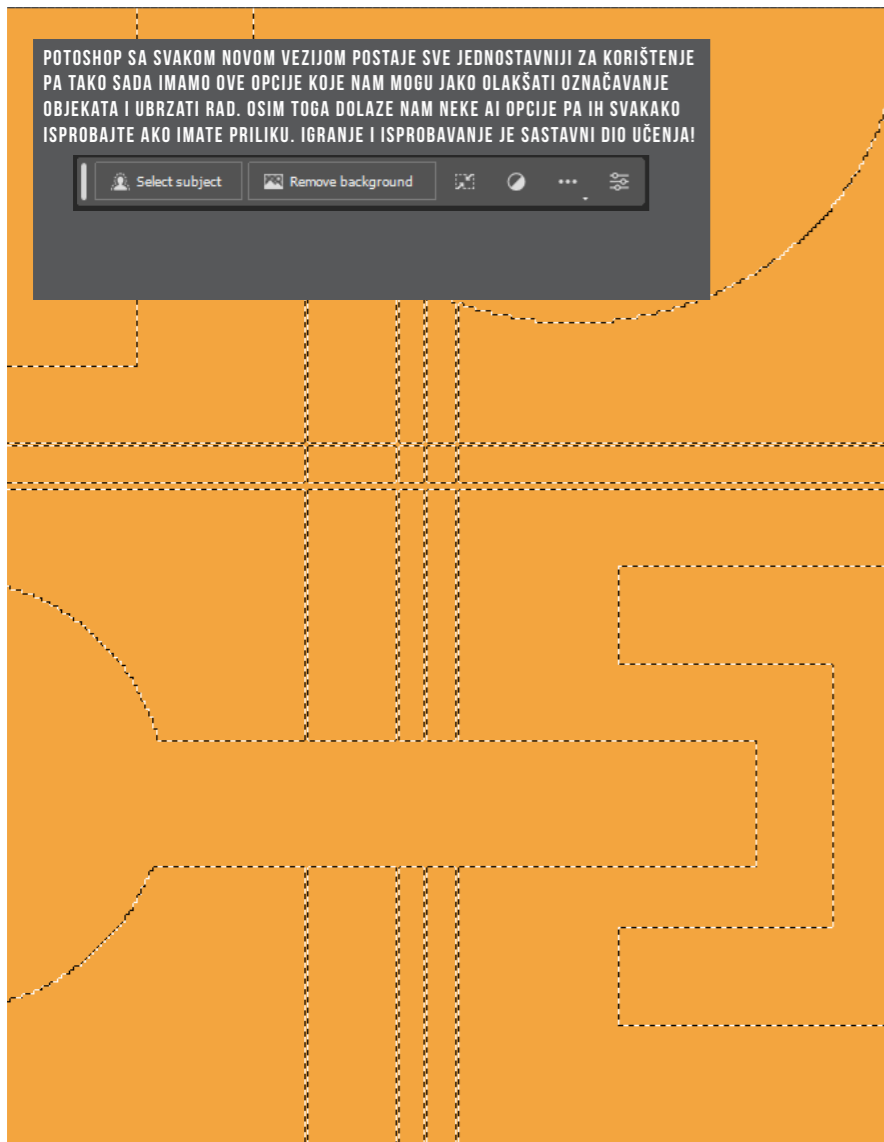 POTOSHOP SA SVAKOM NOVOM VEZIJOM POSTAJE SVE JEDNOSTAVNIJI ZA KORIŠTENJE
PA TAKO SADA IMAMO OVE OPCIJE KOJE NAM MOGU JAKO OLAKŠATI OZNAČAVANJE
OBJEKATA I UBRZATI RAD. OSIM TOGA DOLAZE NAM NEKE AI OPCIJE PA IH SVAKAKO
ISPROBAJTE AKO IMATE PRILIKU. IGRANJE I ISPROBAVANJE JE SASTAVNI DIO UČENJA!
Select subject Remove background